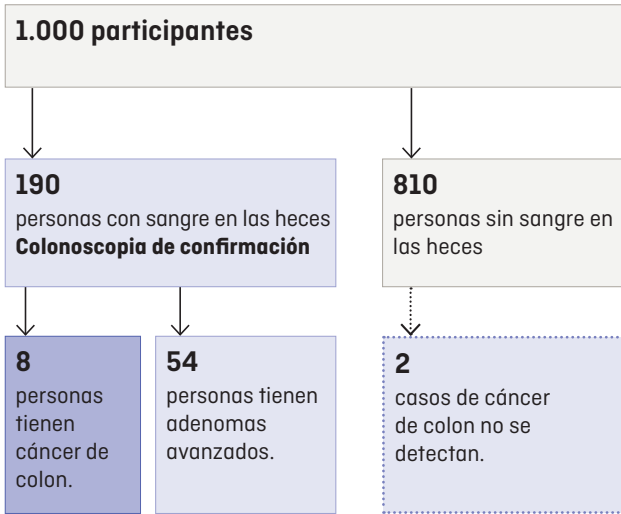 1.000 participantes
190
personas con sangre en las heces
Colonoscopia de confirmación
810
personas sin sangre en
las heces
8
personas
tienen
cáncer de
colon.
54
personas tienen
adenomas
avanzados.
2
casos de cáncer
de colon no se
detectan.